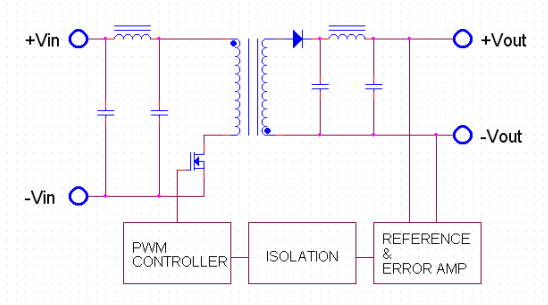 +Vin
+Vout
-Vout
-Vin
PWM
CONTROLLER
ISOLATION
REFERENCE
&
ERROR AMP